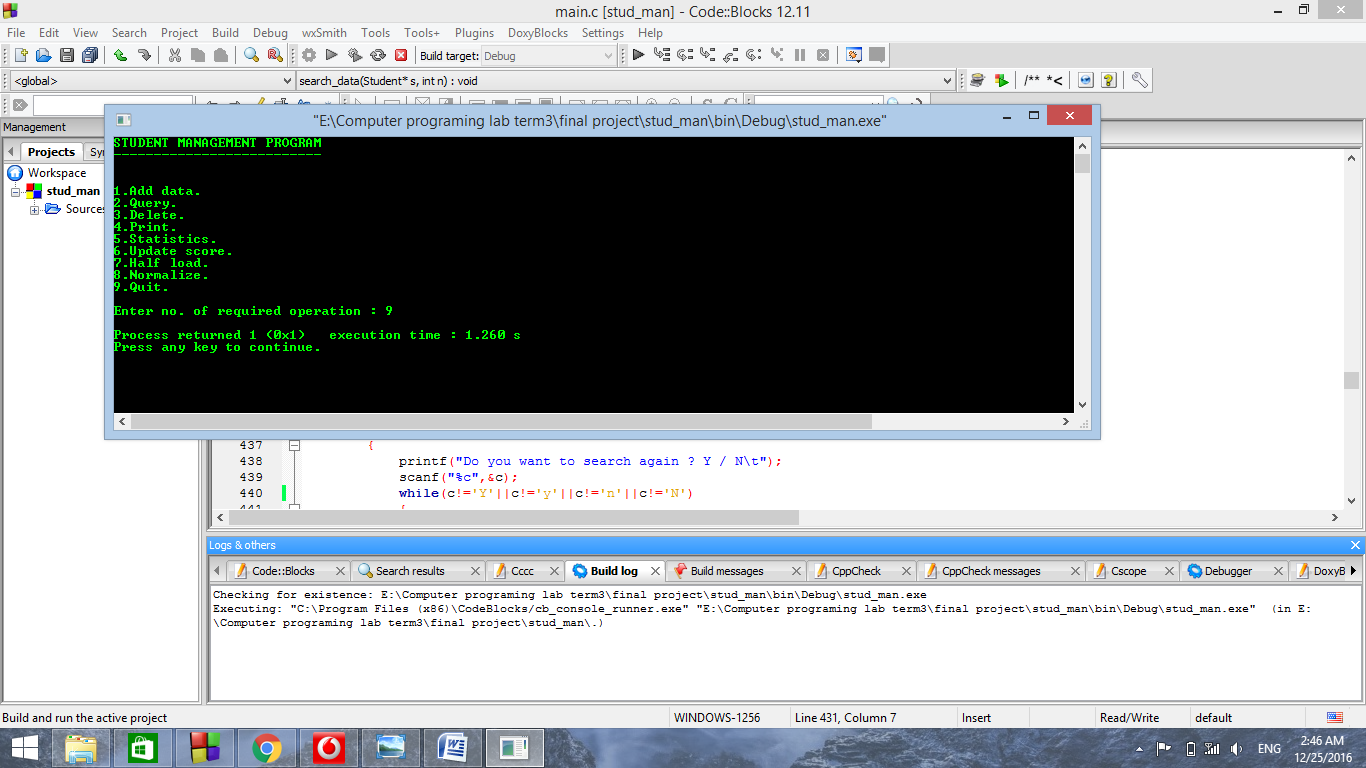 main.c [stud_man] - Code::Blocks 12.11
File Edit View Search Project Build Debug wxSmith Tools Tools+ Plugins DoxyBlocks Settings Help
Build target: Debug
<global> search_data(Student* s, int n) : void
/** *<
Management
"E:\Computer programing lab term3\final project\stud_man\bin\Debug\stud_man.exe"
Projects Sy
Workspace
stud_man
Sources
STUDENT MANAGEMENT PROGRAM
--------------------------
1.Add data.
2.Query.
3.Delete.
4.Print.
5.Statistics.
6.Update score.
7.Half load.
8.Normalize.
9.Quit.
Enter no. of required operation : 9
Process returned 1 (0x1)   execution time : 1.260 s
Press any key to continue.
437 {
438 printf("Do you want to search again ? Y / N\t");
439 scanf("%c",&c);
440 while(c!='Y'||c!='y'||c!='n'||c!='N')
441 {
Logs & others
Code::Blocks Search results Cccc Build log Build messages CppCheck CppCheck messages Cscope Debugger DoxyB
Checking for existence: E:\Computer programing lab term3\final project\stud_man\bin\Debug\stud_man.exe
Executing: "C:\Program Files (x86)\CodeBlocks/cb_console_runner.exe" "E:\Computer programing lab term3\final project\stud_man\bin\Debug\stud_man.exe"  (in E:
\Computer programing lab term3\final project\stud_man\.)
Build and run the active project WINDOWS-1256 Line 431, Column 7 Insert Read/Write default
ENG 2:46 AM
12/25/2016